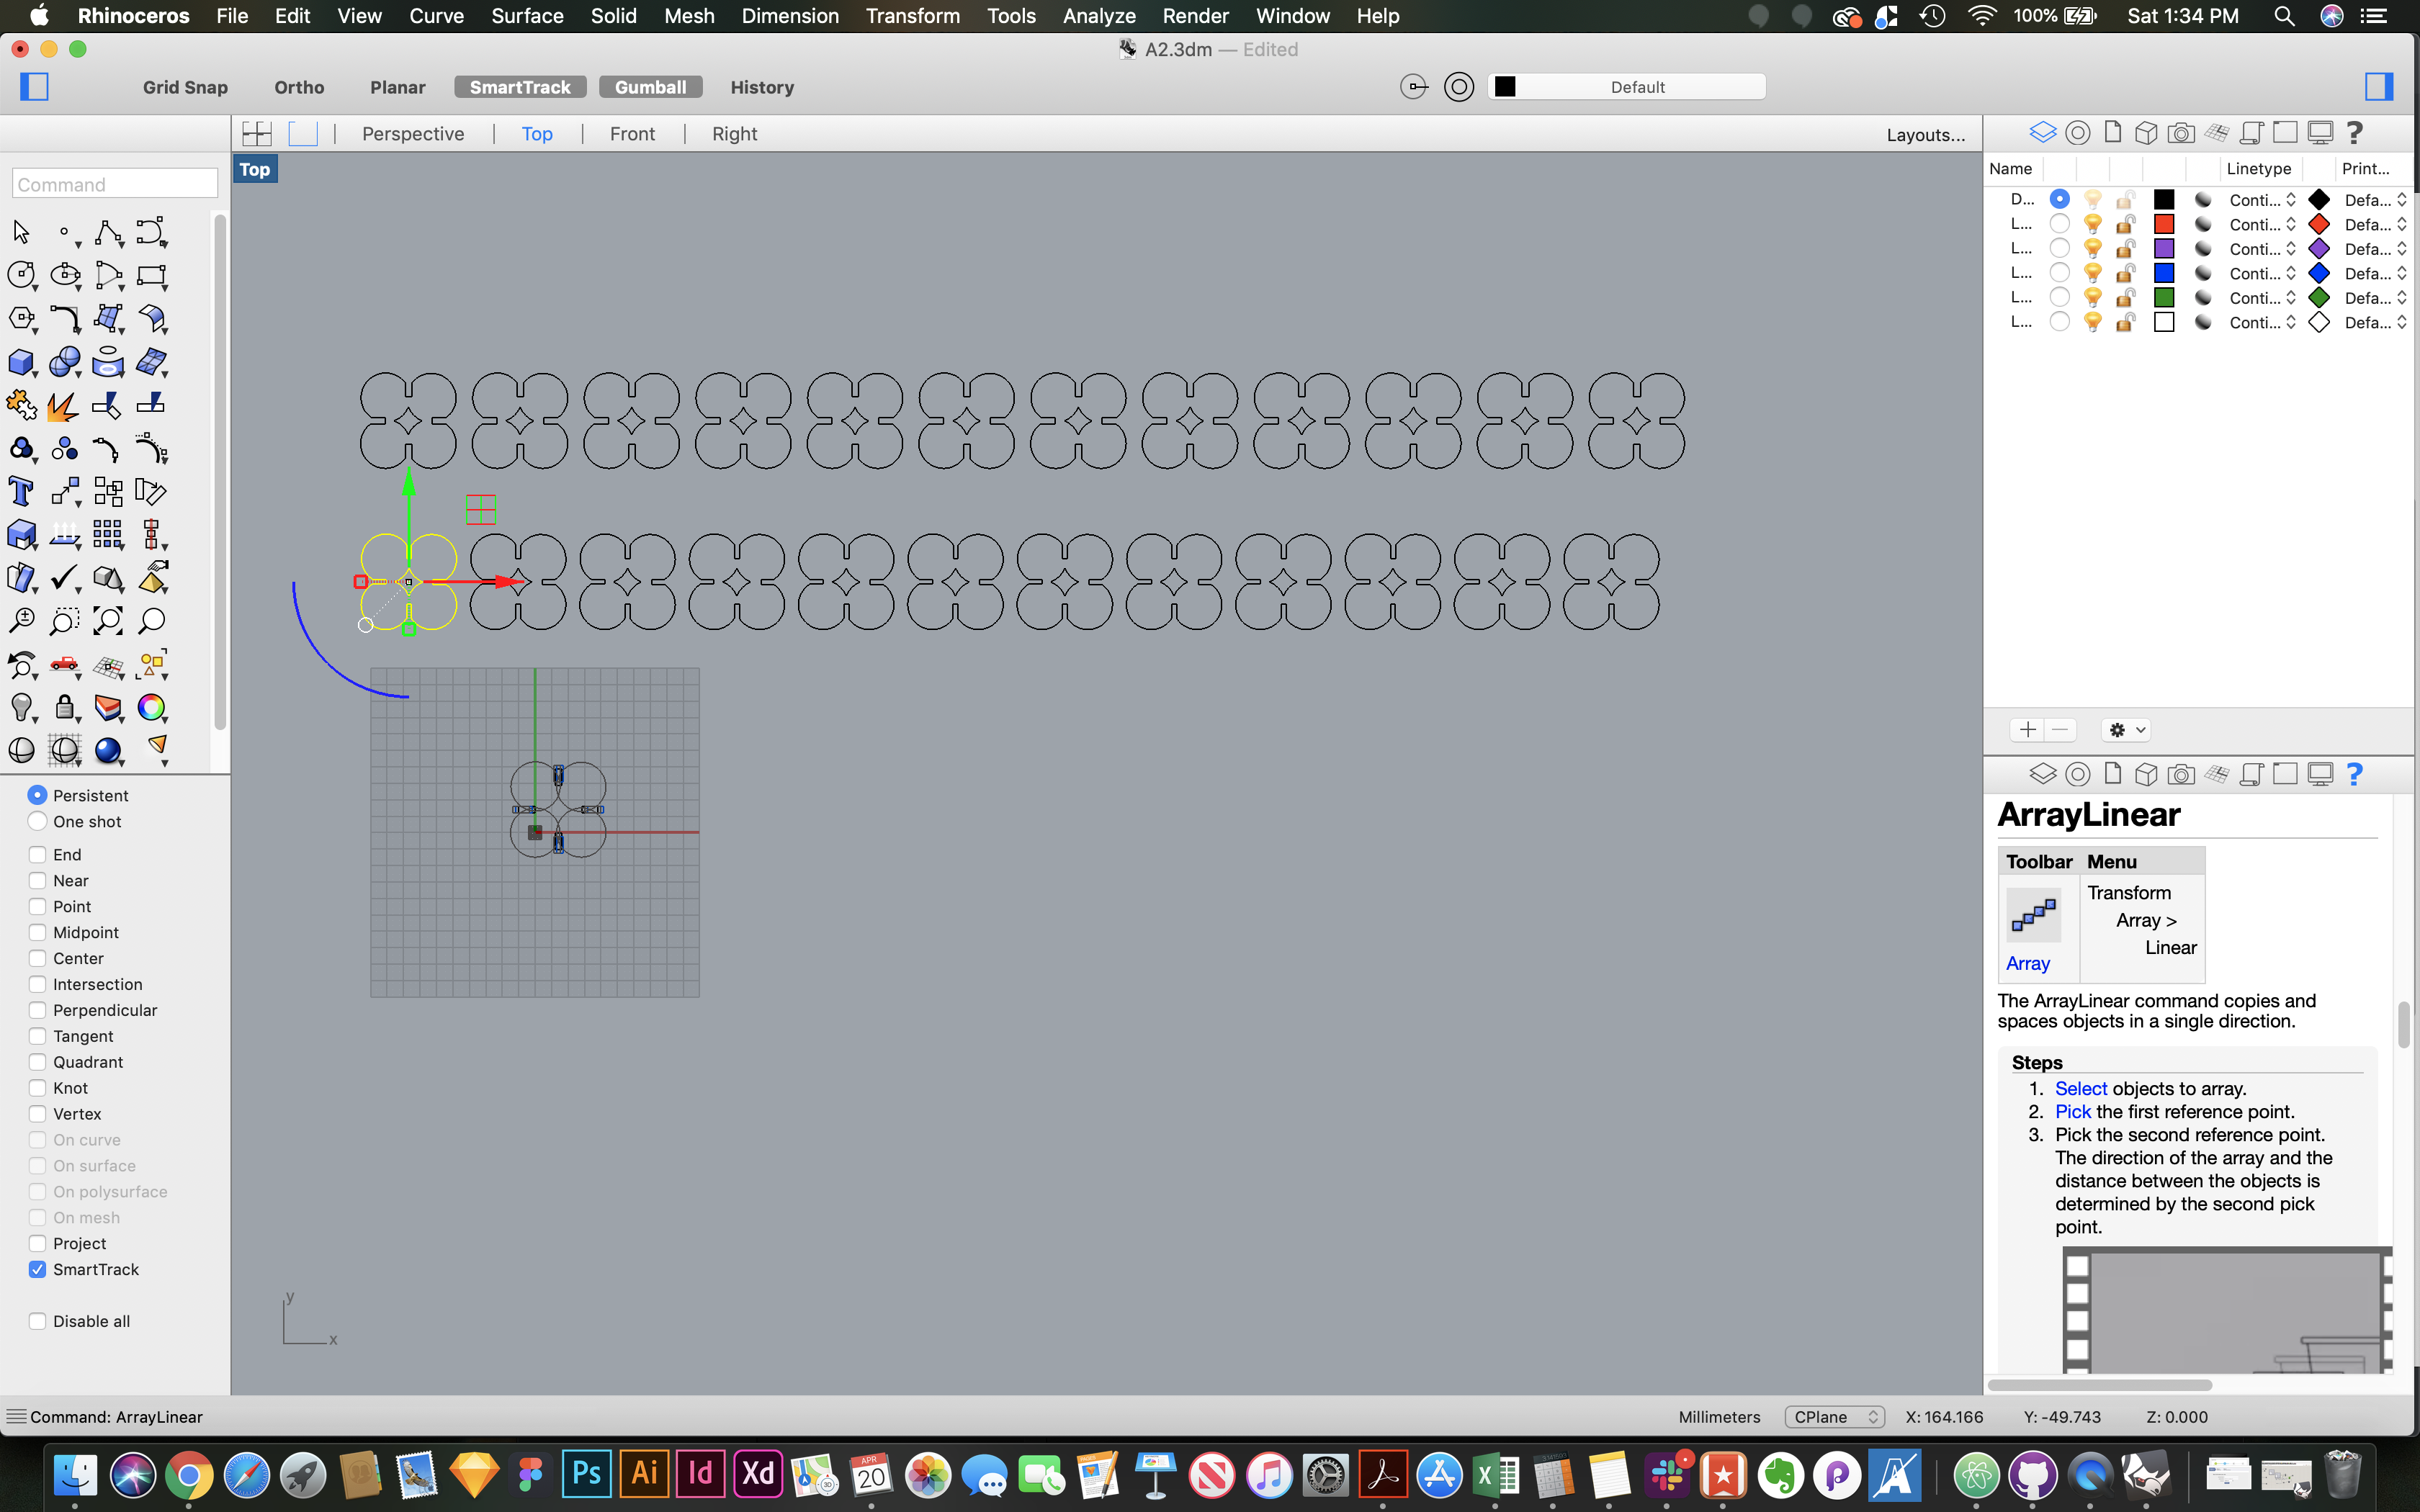 Rhinoceros File Edit View Curve Surface Solid Mesh Dimension Transform Tools Analyze Render Window Help 100% Sat 1:34 PM
A2.3dm — Edited
Grid Snap Ortho Planar SmartTrack Gumball History Default
Perspective Top Front Right Layouts...
Top
Command
Name Linetype Print...
D... Conti... Defa...
L... Conti... Defa...
L... Conti... Defa...
L... Conti... Defa...
L... Conti... Defa...
L... Conti... Defa...
Persistent
One shot
End
Near
Point
Midpoint
Center
Intersection
Perpendicular
Tangent
Quadrant
Knot
Vertex
On curve
On surface
On polysurface
On mesh
Project
SmartTrack
Disable all
y
x
ArrayLinear
Toolbar Menu
Transform
Array >
Linear
Array
The ArrayLinear command copies and
spaces objects in a single direction.
Steps
1. Select objects to array.
2. Pick the first reference point.
3. Pick the second reference point.
The direction of the array and the
distance between the objects is
determined by the second pick
point.
Command: ArrayLinear Millimeters CPlane X: 164.166 Y: -49.743 Z: 0.000
Ps Ai Id Xd APR 20